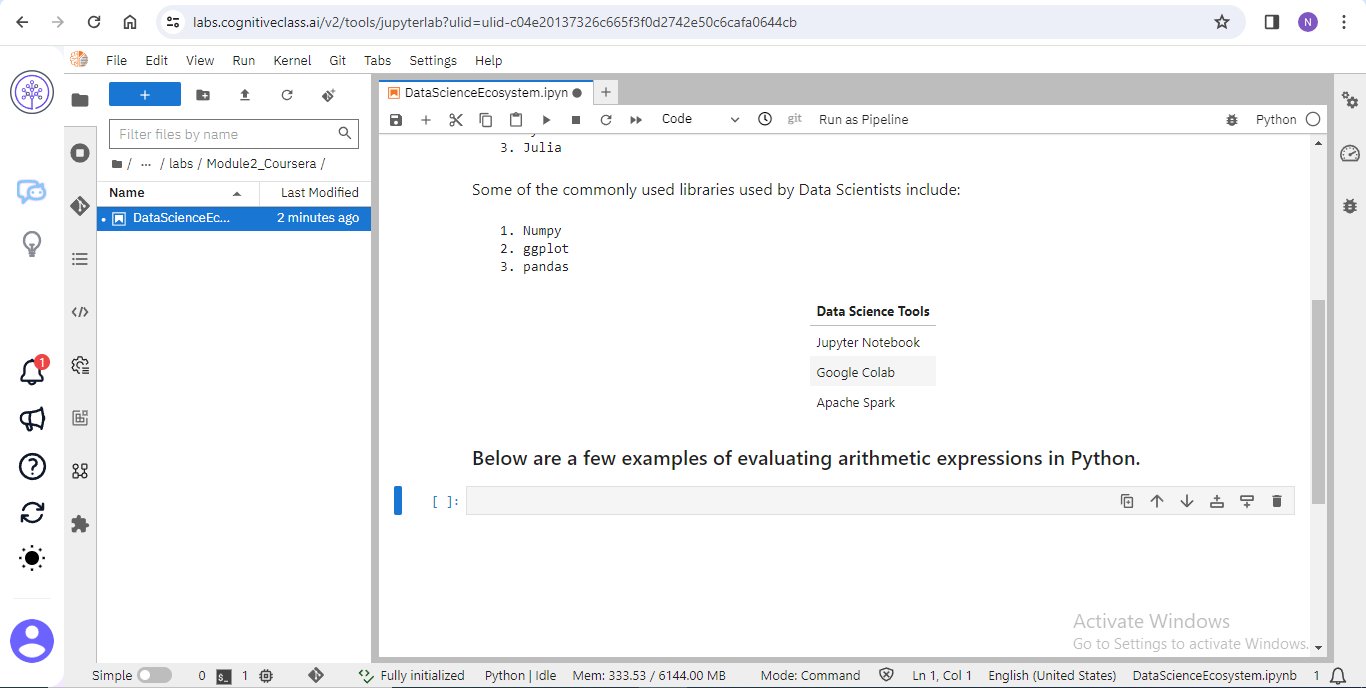 labs.cognitiveclass.ai/v2/tools/jupyterlab?ulid=ulid-c04e20137326c665f3f0d2742e50c6cafa0644cb
N
File Edit View Run Kernel Git Tabs Settings Help
+
DataScienceEcosystem.ipyn
+
Filter files by name
Code
git
Run as Pipeline
Python
/ ... / labs / Module2_Coursera /
Name Last Modified
DataScienceEc... 2 minutes ago
3. Julia
Some of the commonly used libraries used by Data Scientists include:
1. Numpy
2. ggplot
3. pandas
Data Science Tools
Jupyter Notebook
Google Colab
Apache Spark
Below are a few examples of evaluating arithmetic expressions in Python.
[ ]:
1
Activate Windows
Go to Settings to activate Windows.
Simple 0 $_ 1 Fully initialized Python | Idle Mem: 333.53 / 6144.00 MB Mode: Command Ln 1, Col 1 English (United States) DataScienceEcosystem.ipynb 1